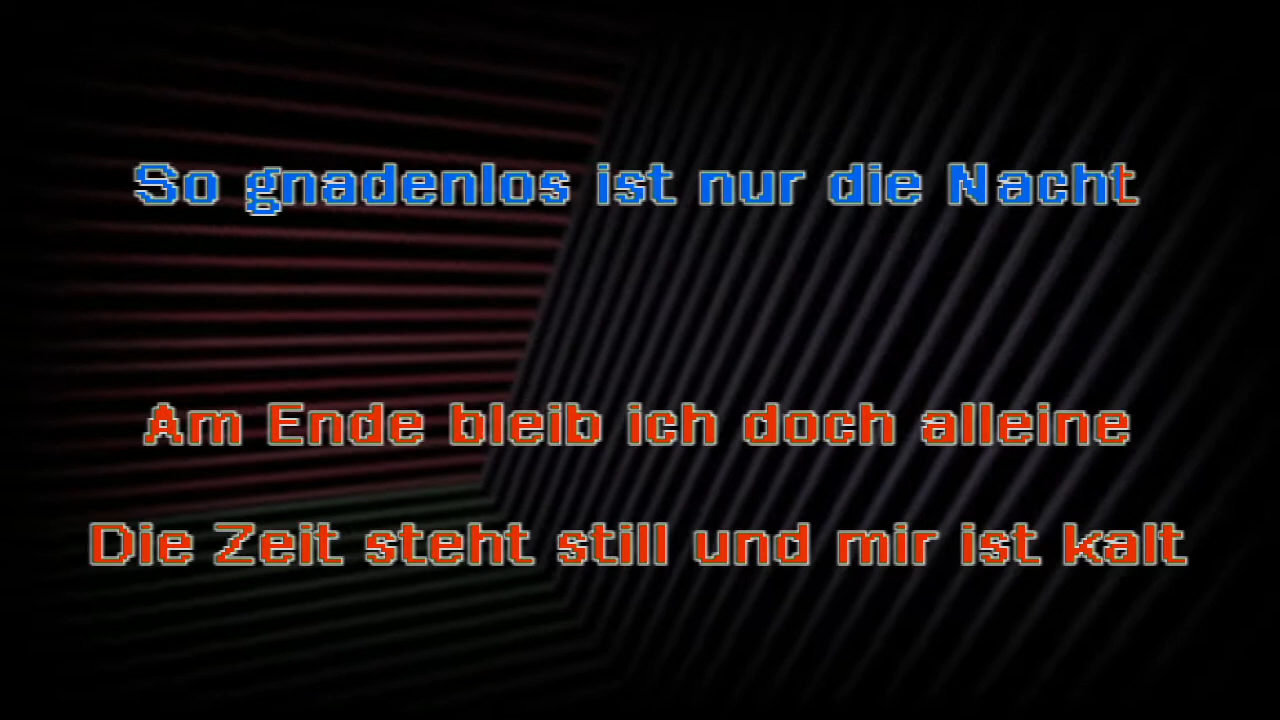 So gnadenlos ist nur die Nacht
Am Ende bleib ich doch alleine
Die Zeit steht still und mir ist kalt